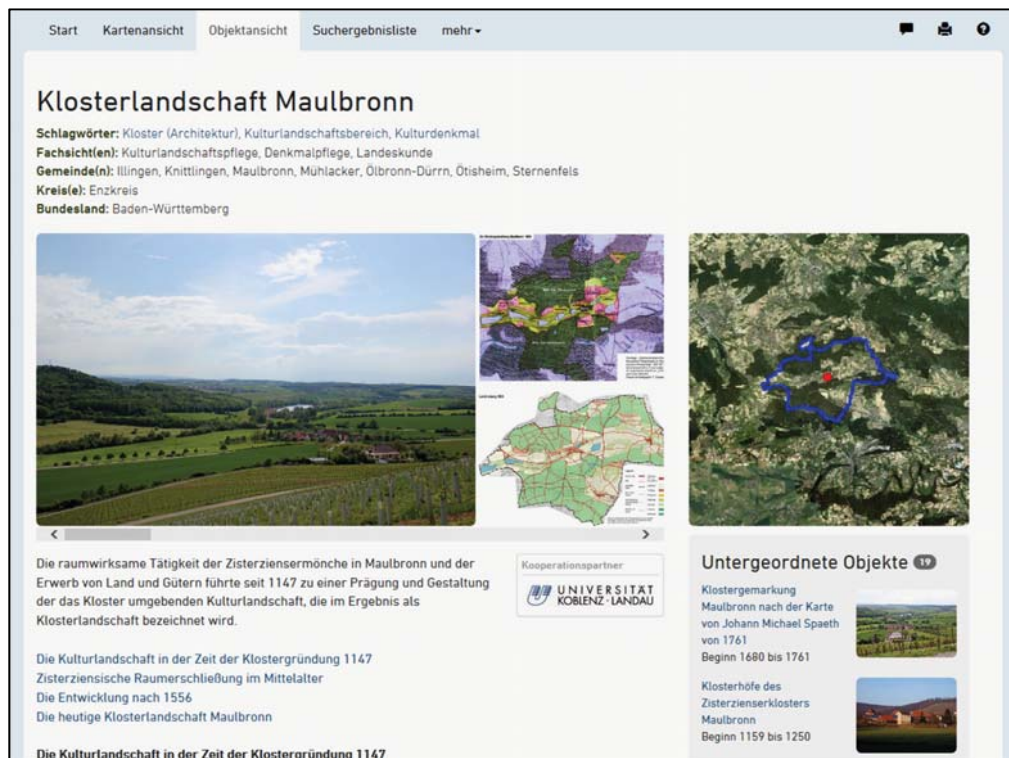 Start Kartenansicht Objektansicht Suchergebnisliste mehr
Klosterlandschaft Maulbronn
Schlagwörter: Kloster (Architektur), Kulturlandschaftsbereich, Kulturdenkmal
Fachsicht(en): Kulturlandschaftspflege, Denkmalpflege, Landeskunde
Gemeinde(n): Illingen, Knittlingen, Maulbronn, Mühlacker, Ölbronn-Dürrn, Ötisheim, Sternenfels
Kreis(e): Enzkreis
Bundesland: Baden-Württemberg
Die raumwirksame Tätigkeit der Zisterziensermönche in Maulbronn und der
Erwerb von Land und Gütern führte seit 1147 zu einer Prägung und Gestaltung
der das Kloster umgebenden Kulturlandschaft, die im Ergebnis als
Klosterlandschaft bezeichnet wird.
Kooperationspartner
UNIVERSITÄT
KOBLENZ · LANDAU
Die Kulturlandschaft in der Zeit der Klostergründung 1147
Zisterziensische Raumerschließung im Mittelalter
Die Entwicklung nach 1556
Die heutige Klosterlandschaft Maulbronn
Die Kulturlandschaft in der Zeit der Klostergründung 1147
Untergeordnete Objekte 19
Klostergemarkung
Maulbronn nach der Karte
von Johann Michael Spaeth
von 1761
Beginn 1680 bis 1761
Klosterhöfe des
Zisterzienserklosters
Maulbronn
Beginn 1159 bis 1250